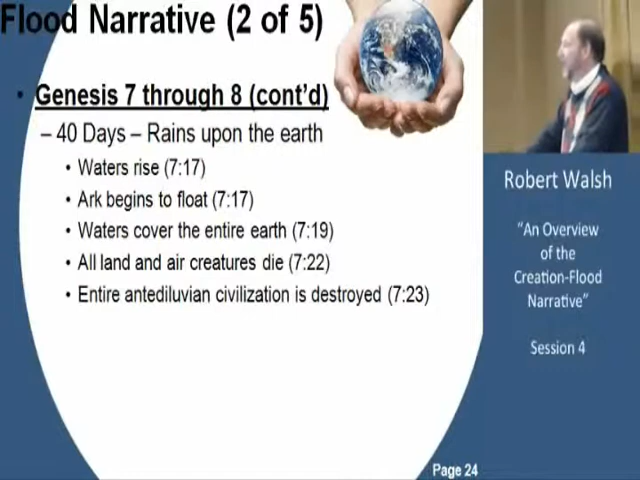 Flood Narrative (2 of 5)
• Genesis 7 through 8 (cont'd)
– 40 Days – Rains upon the earth
• Waters rise (7:17)
• Ark begins to float (7:17)
• Waters cover the entire earth (7:19)
• All land and air creatures die (7:22)
• Entire antediluvian civilization is destroyed (7:23)
Page 24
Robert Walsh
“An Overview
of the
Creation-Flood
Narrative”
Session 4